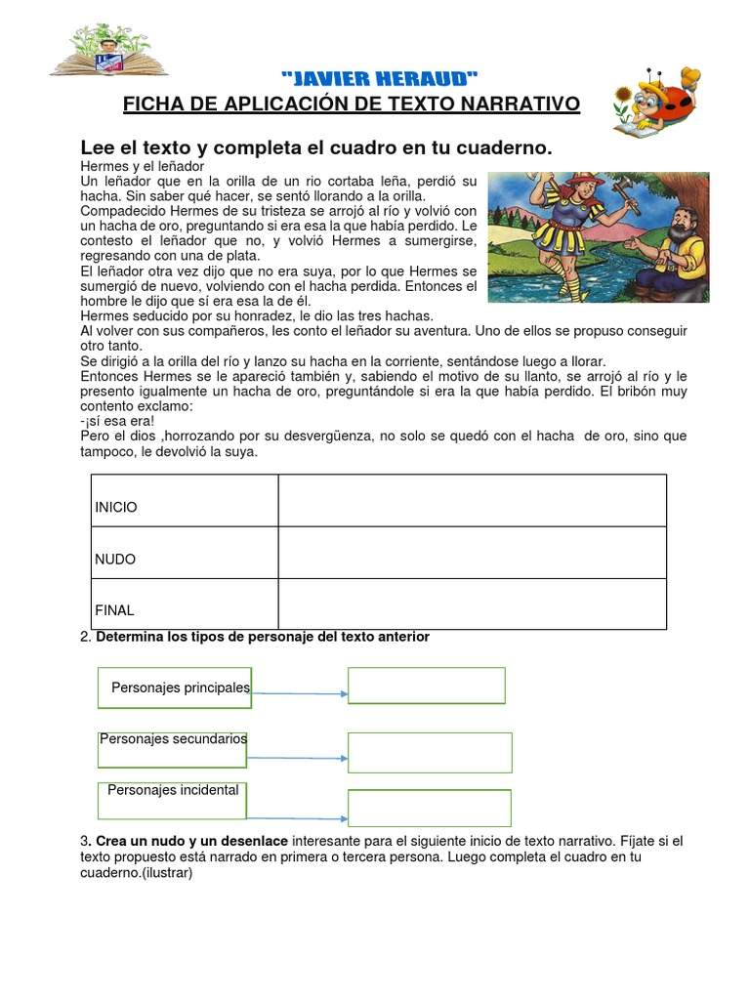 "JAVIER HERAUD"
FICHA DE APLICACIÓN DE TEXTO NARRATIVO
Lee el texto y completa el cuadro en tu cuaderno.
Hermes y el leñador
Un leñador que en la orilla de un rio cortaba leña, perdió su
hacha. Sin saber qué hacer, se sentó llorando a la orilla.
Compadecido Hermes de su tristeza se arrojó al río y volvió con
un hacha de oro, preguntando si era esa la que había perdido. Le
contesto el leñador que no, y volvió Hermes a sumergirse,
regresando con una de plata.
El leñador otra vez dijo que no era suya, por lo que Hermes se
sumergió de nuevo, volviendo con el hacha perdida. Entonces el
hombre le dijo que sí era esa la de él.
Hermes seducido por su honradez, le dio las tres hachas.
Al volver con sus compañeros, les conto el leñador su aventura. Uno de ellos se propuso conseguir
otro tanto.
Se dirigió a la orilla del río y lanzo su hacha en la corriente, sentándose luego a llorar.
Entonces Hermes se le apareció también y, sabiendo el motivo de su llanto, se arrojó al río y le
presento igualmente un hacha de oro, preguntándole si era la que había perdido. El bribón muy
contento exclamo:
-¡sí esa era!
Pero el dios ,horrozando por su desvergüenza, no solo se quedó con el hacha de oro, sino que
tampoco, le devolvió la suya.
INICIO
NUDO
FINAL
2. Determina los tipos de personaje del texto anterior
Personajes principales
Personajes secundarios
Personajes incidental
3. Crea un nudo y un desenlace interesante para el siguiente inicio de texto narrativo. Fíjate si el
texto propuesto está narrado en primera o tercera persona. Luego completa el cuadro en tu
cuaderno.(ilustrar)